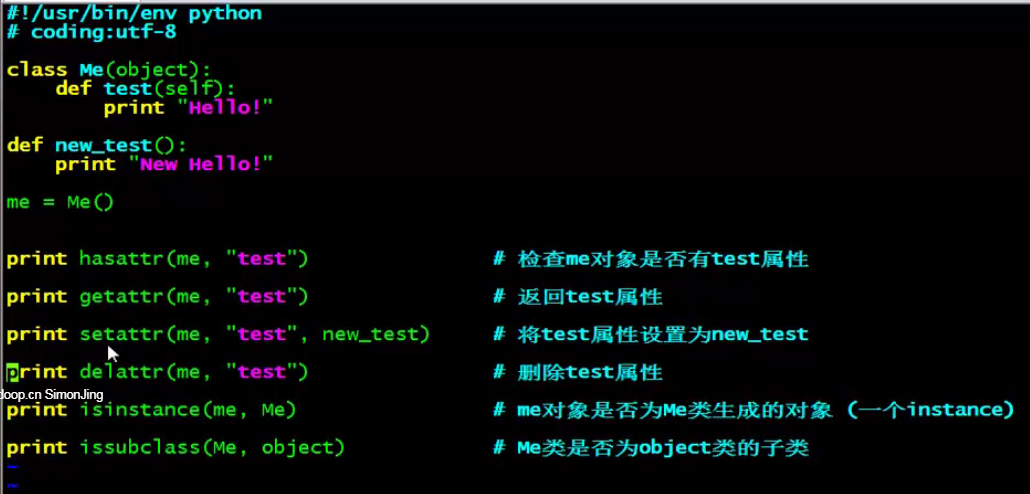 #!/usr/bin/env python
# coding:utf-8
class Me(object):
def test(self):
print "Hello!"
def new_test():
print "New Hello!"
me = Me()
print hasattr(me, "test") # 检查me对象是否有test属性
print getattr(me, "test") # 返回test属性
print setattr(me, "test", new_test) # 将test属性设置为new_test
print delattr(me, "test") # 删除test属性
doop.cn SimonJing
print isinstance(me, Me) # me对象是否为Me类生成的对象 (一个instance)
print issubclass(Me, object) # Me类是否为object类的子类
~
~